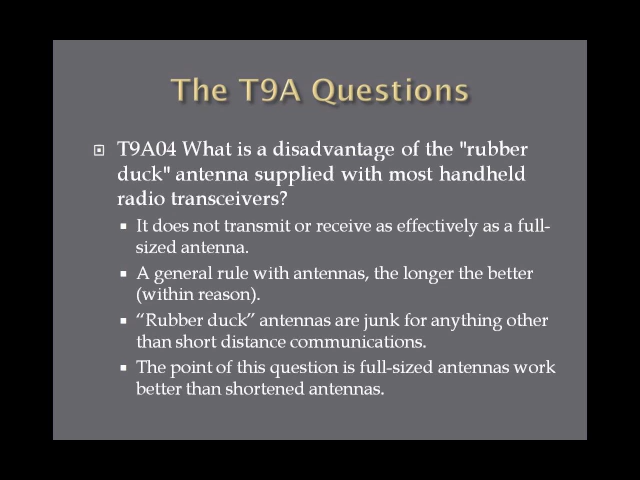 The T9A Questions
T9A04 What is a disadvantage of the "rubber
duck" antenna supplied with most handheld
radio transceivers?
It does not transmit or receive as effectively as a full-
sized antenna.
A general rule with antennas, the longer the better
(within reason).
“Rubber duck” antennas are junk for anything other
than short distance communications.
The point of this question is full-sized antennas work
better than shortened antennas.